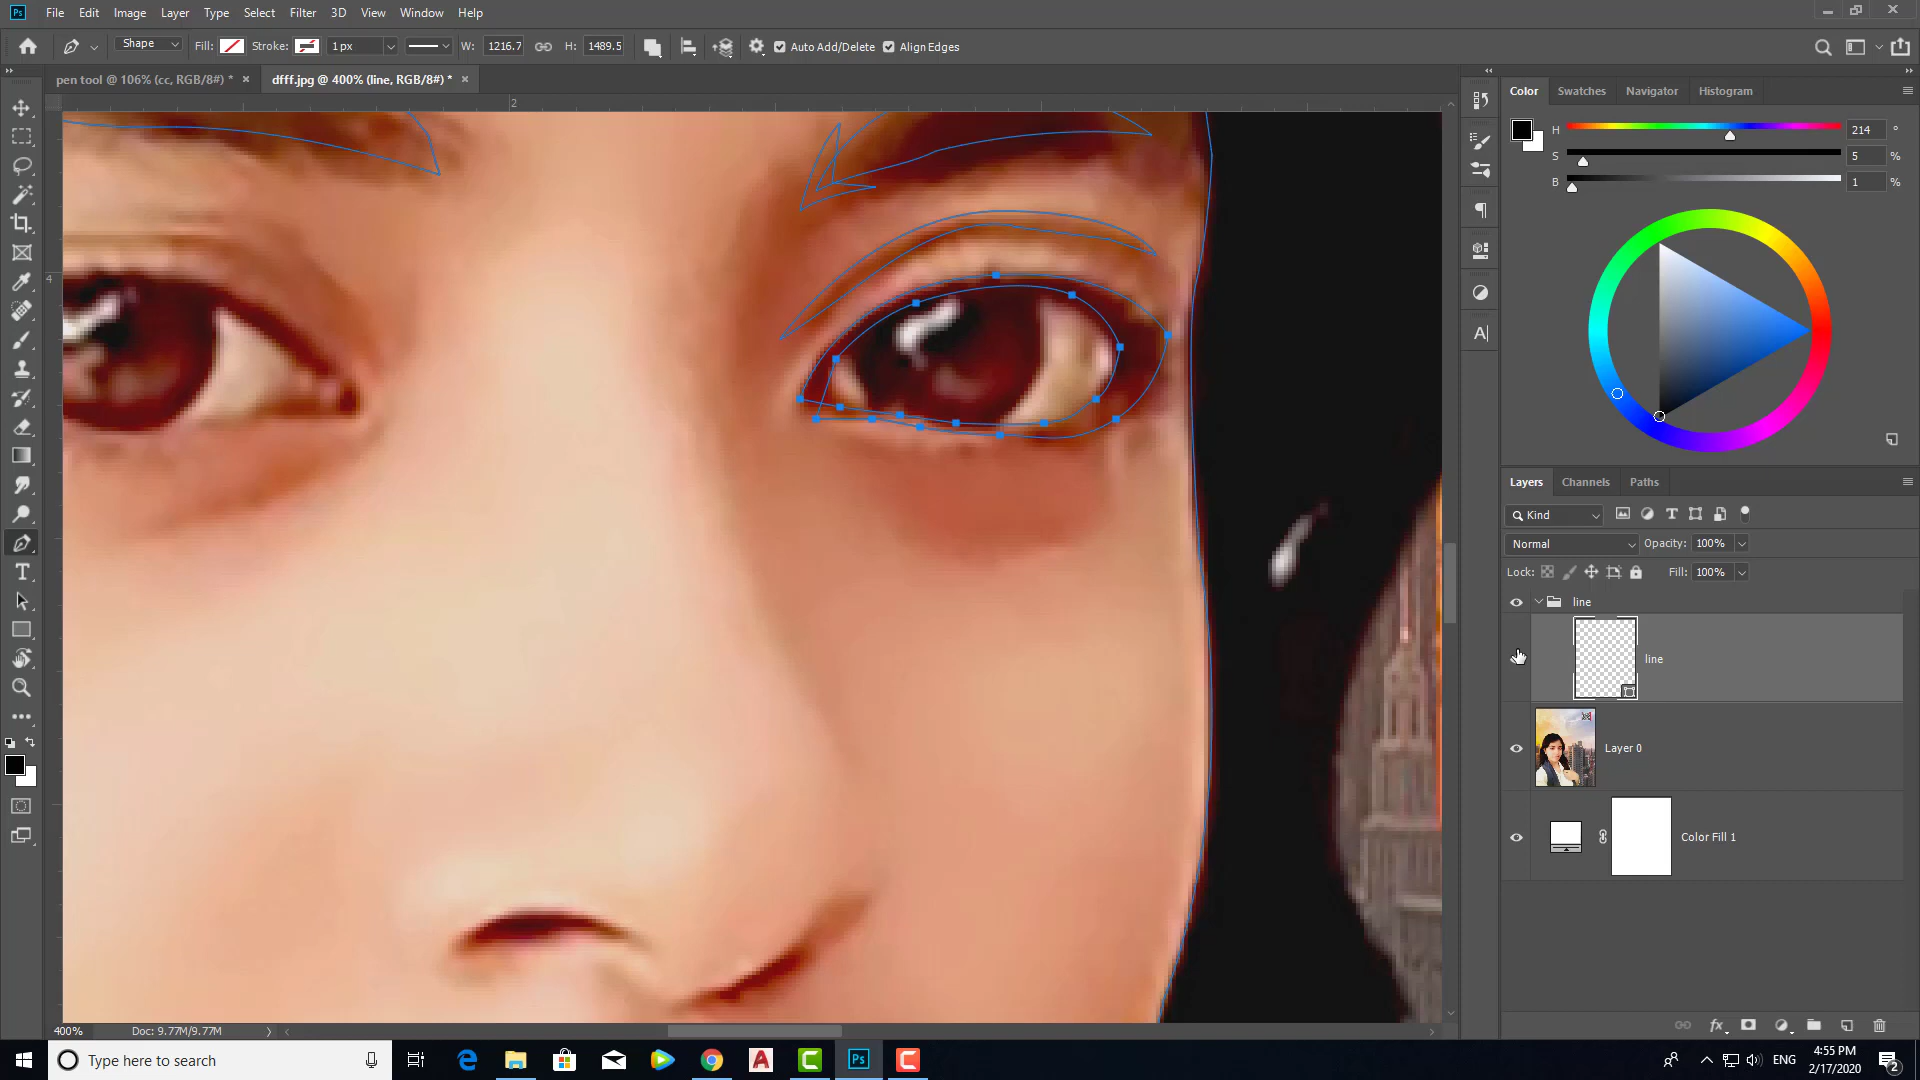 Ps File Edit Image Layer Type Select Filter 3D View Window Help
Shape Fill: Stroke: 1 px W: 1216.7 H: 1489.5 Auto Add/Delete Align Edges
pen tool @ 106% (cc, RGB/8#) * × dfff.jpg @ 400% (line, RGB/8#) * ×
2
4
Color Swatches Navigator Histogram
H 214 °
S 5 %
B 1 %
Layers Channels Paths
Kind
Normal Opacity: 100%
Lock: Fill: 100%
line
line
Layer 0
Color Fill 1
400% Doc: 9.77M/9.77M
Type here to search
ENG
4:55 PM
2/17/2020
2